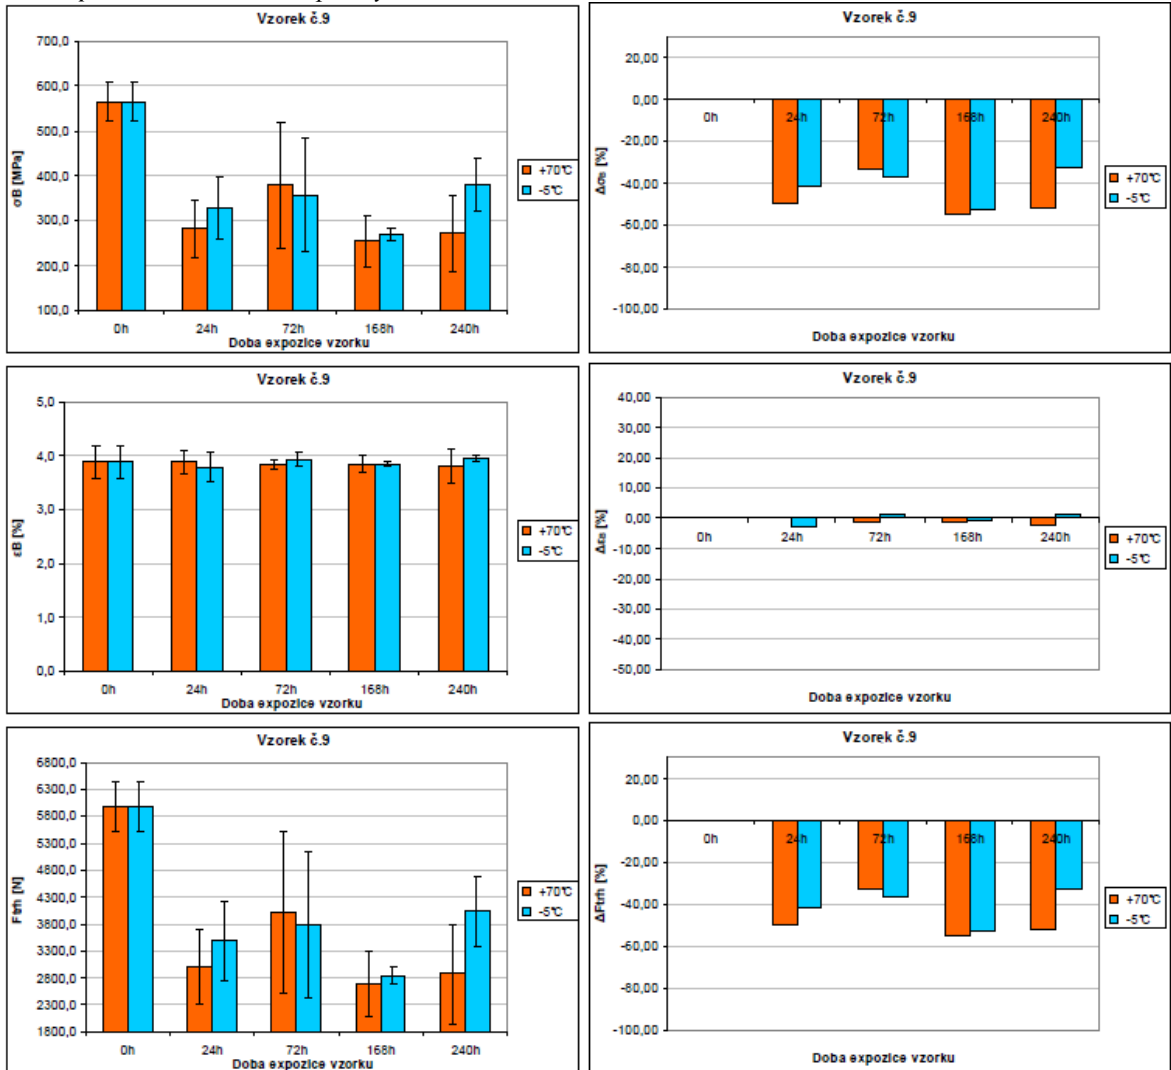 Vzorek č.9
700,0
600,0
500,0
400,0
300,0
200,0
100,0
σB [MPa]
0h 24h 72h 168h 240h
Doba expozice vzorku
+70°C
-5°C
Vzorek č.9
20,00
0,00
-20,00
-40,00
-60,00
-80,00
-100,00
ΔσB [%]
0h 24h 72h 168h 240h
Doba expozice vzorku
+70°C
-5°C
Vzorek č.9
5,0
4,0
3,0
2,0
1,0
0,0
εB [%]
0h 24h 72h 168h 240h
Doba expozice vzorku
+70°C
-5°C
Vzorek č.9
40,00
30,00
20,00
10,00
0,00
-10,00
-20,00
-30,00
-40,00
-50,00
ΔεB [%]
0h 24h 72h 168h 240h
Doba expozice vzorku
+70°C
-5°C
Vzorek č.9
6800,0
6300,0
5800,0
5300,0
4800,0
4300,0
3800,0
3300,0
2800,0
2300,0
1800,0
Ftrh [N]
0h 24h 72h 168h 240h
Doba expozice vzorku
+70°C
-5°C
Vzorek č.9
20,00
0,00
-20,00
-40,00
-60,00
-80,00
-100,00
ΔFtrh [%]
0h 24h 72h 168h 240h
Doba expozice vzorku
+70°C
-5°C